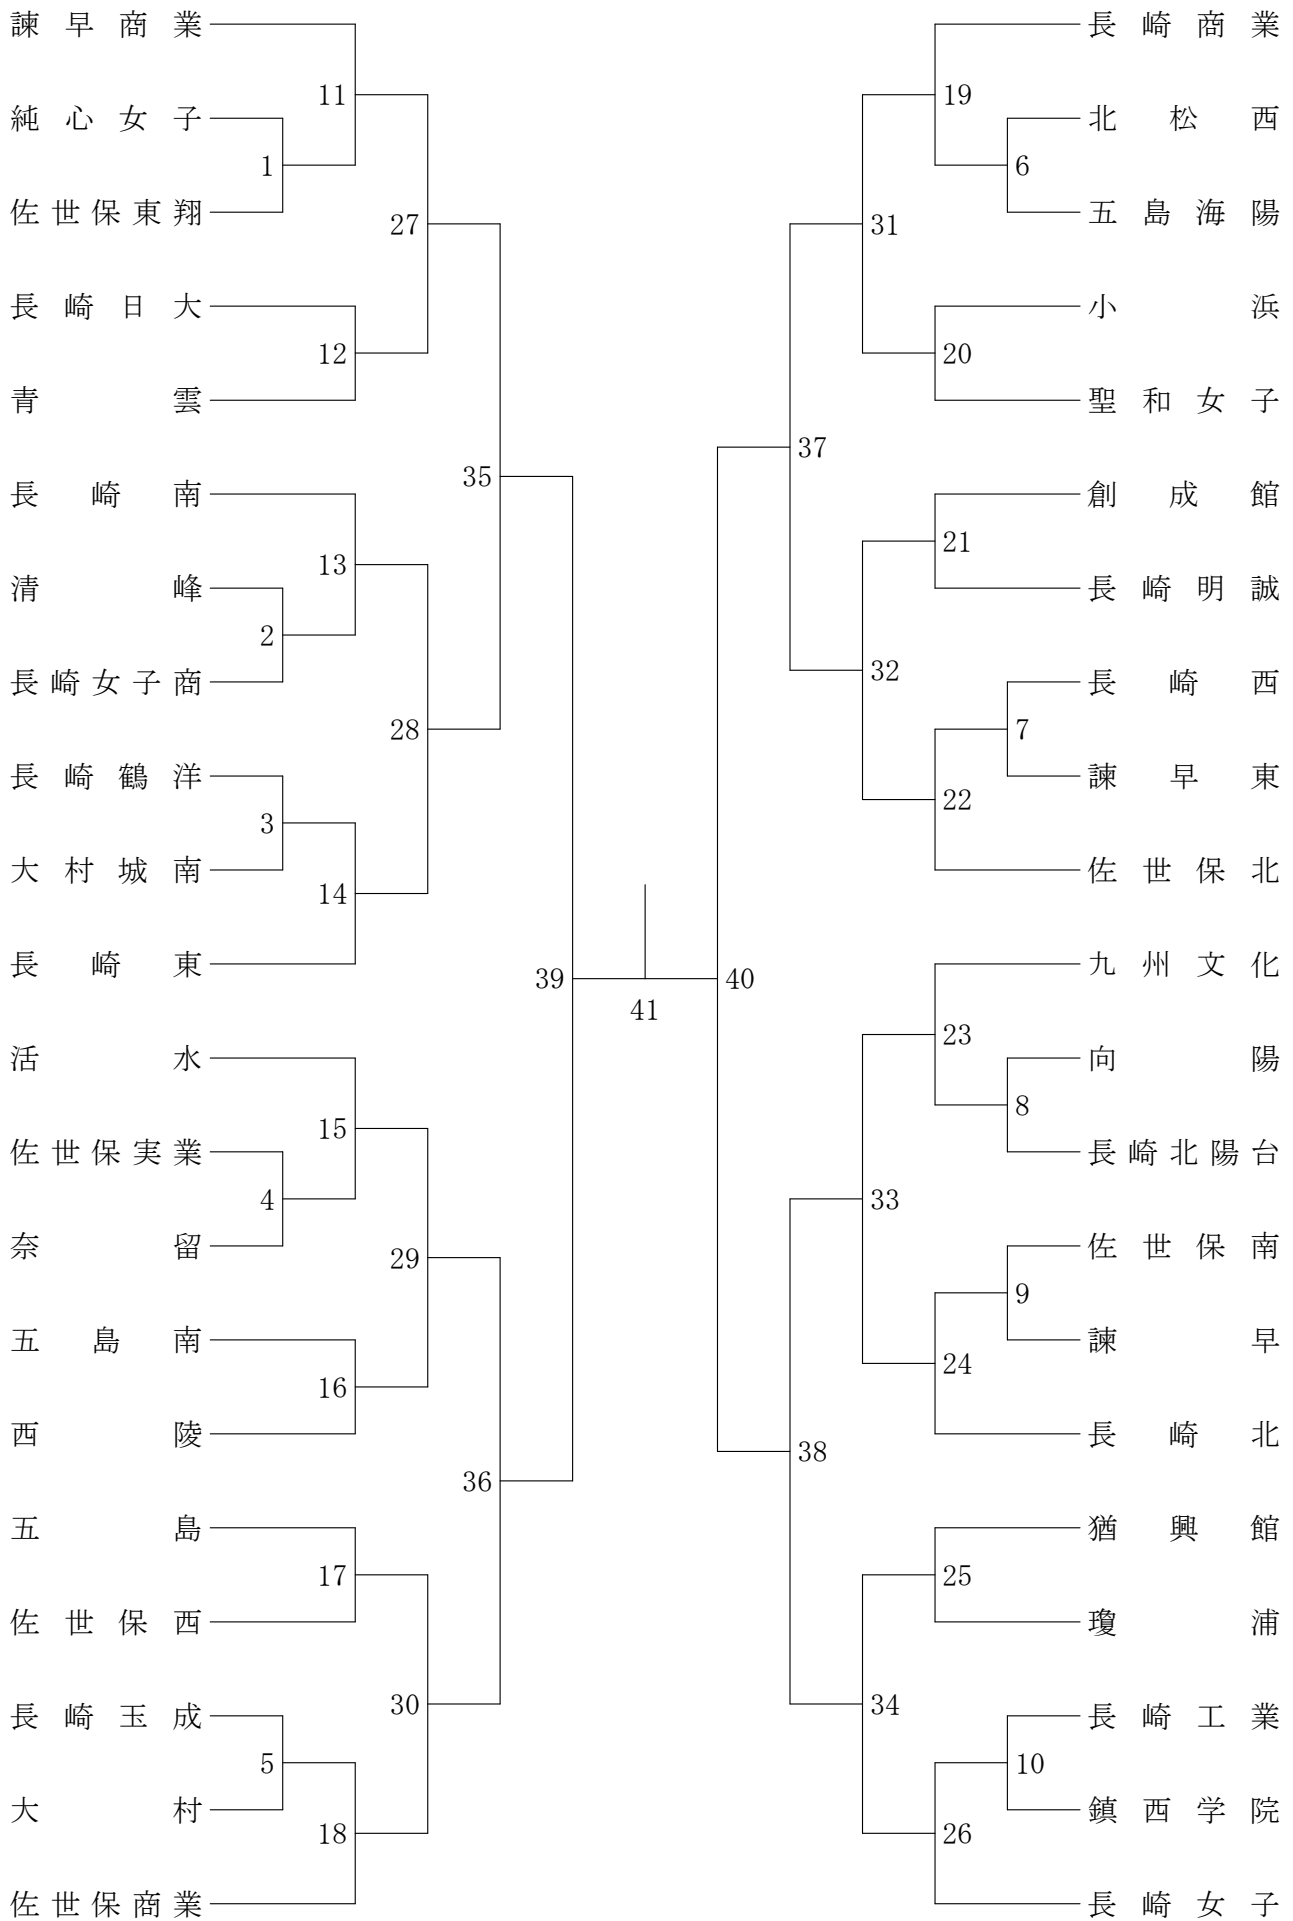 諫早商業
純心女子
佐世保東翔
長崎日大
青雲
長崎南
清峰
長崎女子商
長崎鶴洋
大村城南
長崎東
活水
佐世保実業
奈留
五島南
西陵
五島
佐世保西
長崎玉成
大村
佐世保商業
1
2
3
4
5
11
12
13
14
15
16
17
18
27
28
29
30
35
36
39
41
40
37
38
31
32
33
34
19
20
21
22
23
24
25
26
6
7
8
9
10
長崎商業
北松西
五島海陽
小浜
聖和女子
創成館
長崎明誠
長崎西
諫早東
佐世保北
九州文化
向陽
長崎北陽台
佐世保南
諫早
長崎北
猶興館
瓊浦
長崎工業
鎮西学院
長崎女子